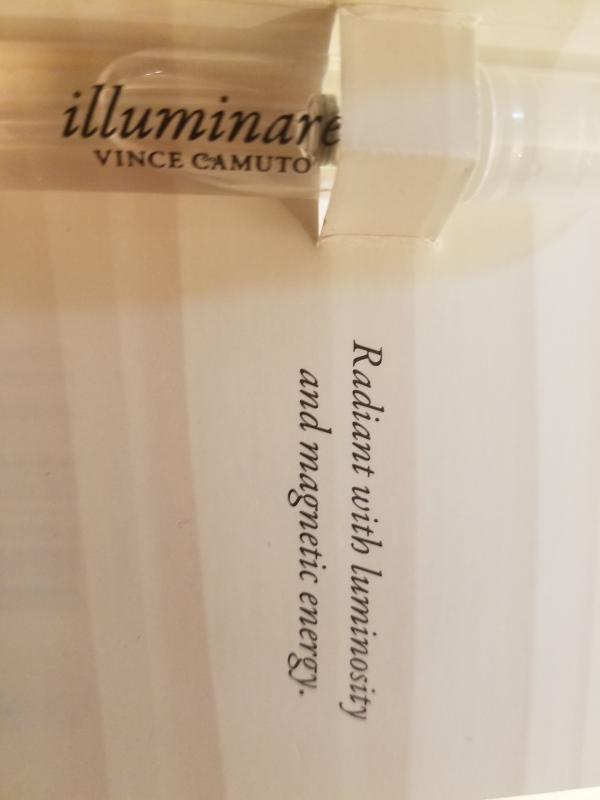 illuminare
VINCE CAMUTO
Radiant with luminosity
and magnetic energy.